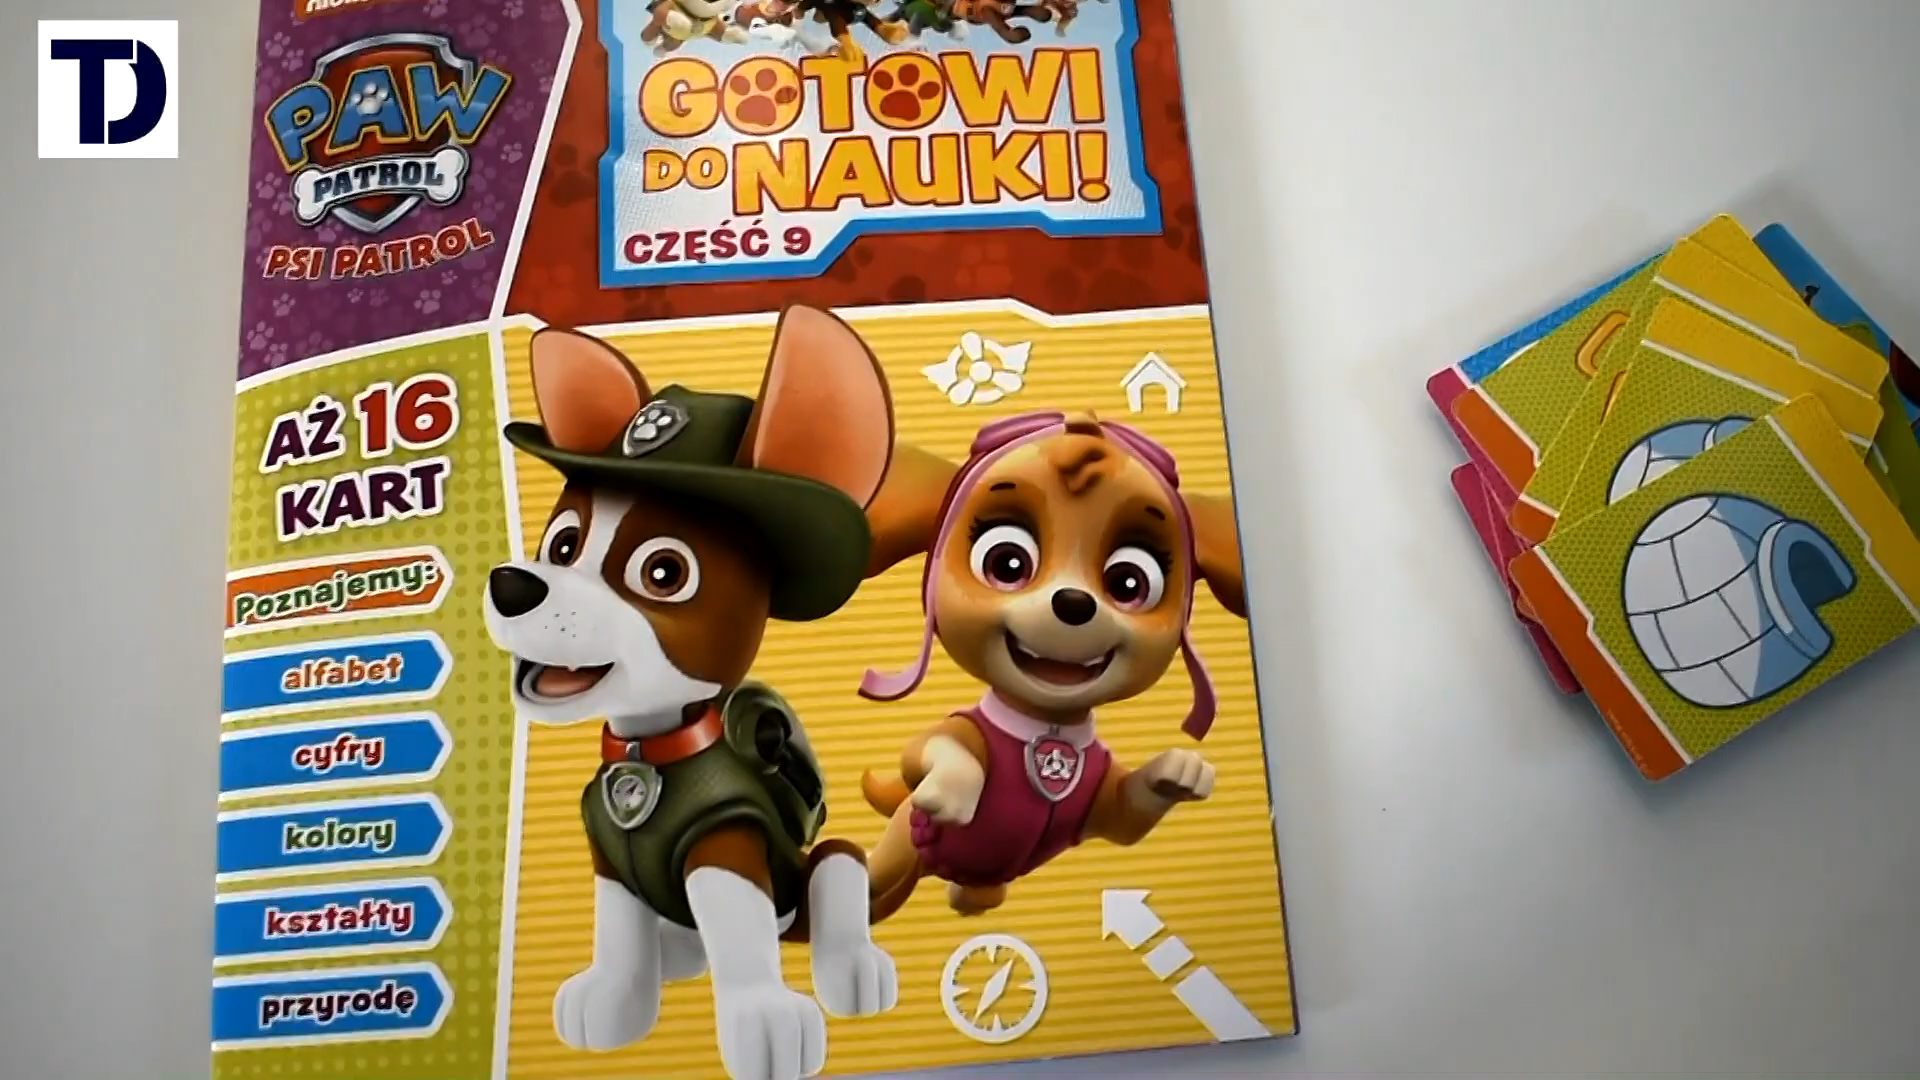 TD
PAW
PATROL
PSI PATROL
GOTOWI
DO NAUKI!
CZĘŚĆ 9
AŻ 16
KART
Poznajemy:
alfabet
cyfry
kolory
kształty
przyrodę